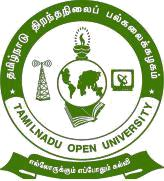 தமிழ்நாடு திறந்தநிலைப் பல்கலைக்கழகம்
TAMILNADU OPEN UNIVERSITY
எல்லோருக்கும் எப்போதும் கல்வி